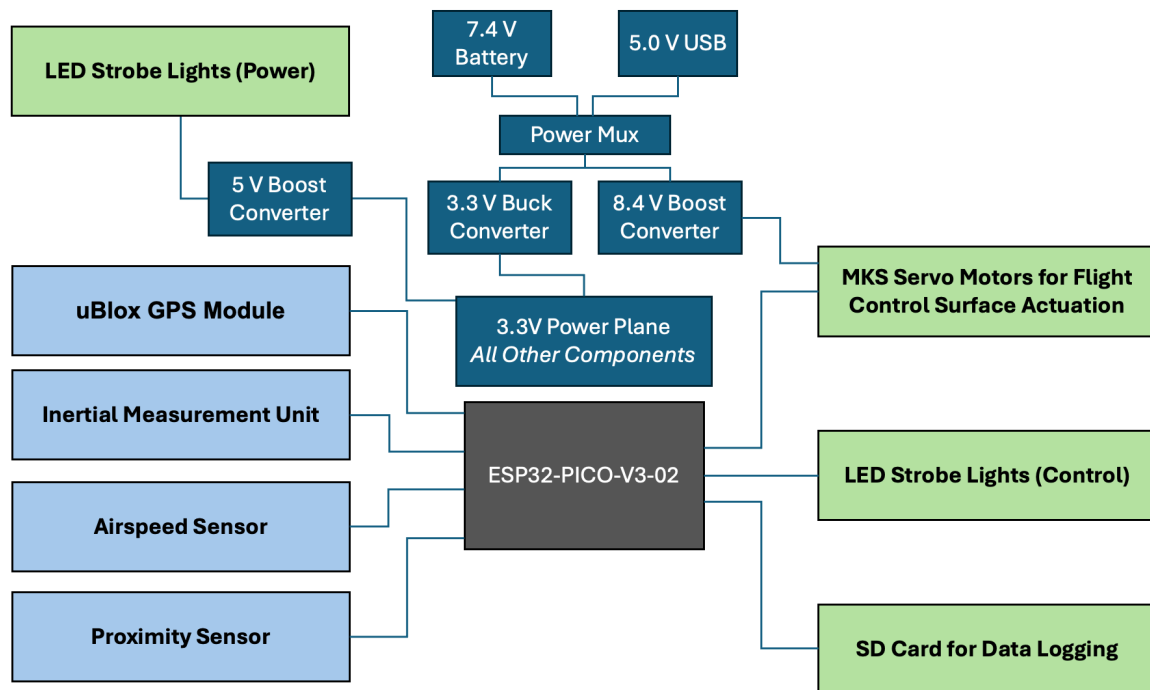 7.4 V
Battery
5.0 V USB
LED Strobe Lights (Power)
Power Mux
5 V Boost
Converter
3.3 V Buck
Converter
8.4 V Boost
Converter
MKS Servo Motors for Flight
Control Surface Actuation
uBlox GPS Module
3.3V Power Plane
All Other Components
Inertial Measurement Unit
ESP32-PICO-V3-02
LED Strobe Lights (Control)
Airspeed Sensor
Proximity Sensor
SD Card for Data Logging